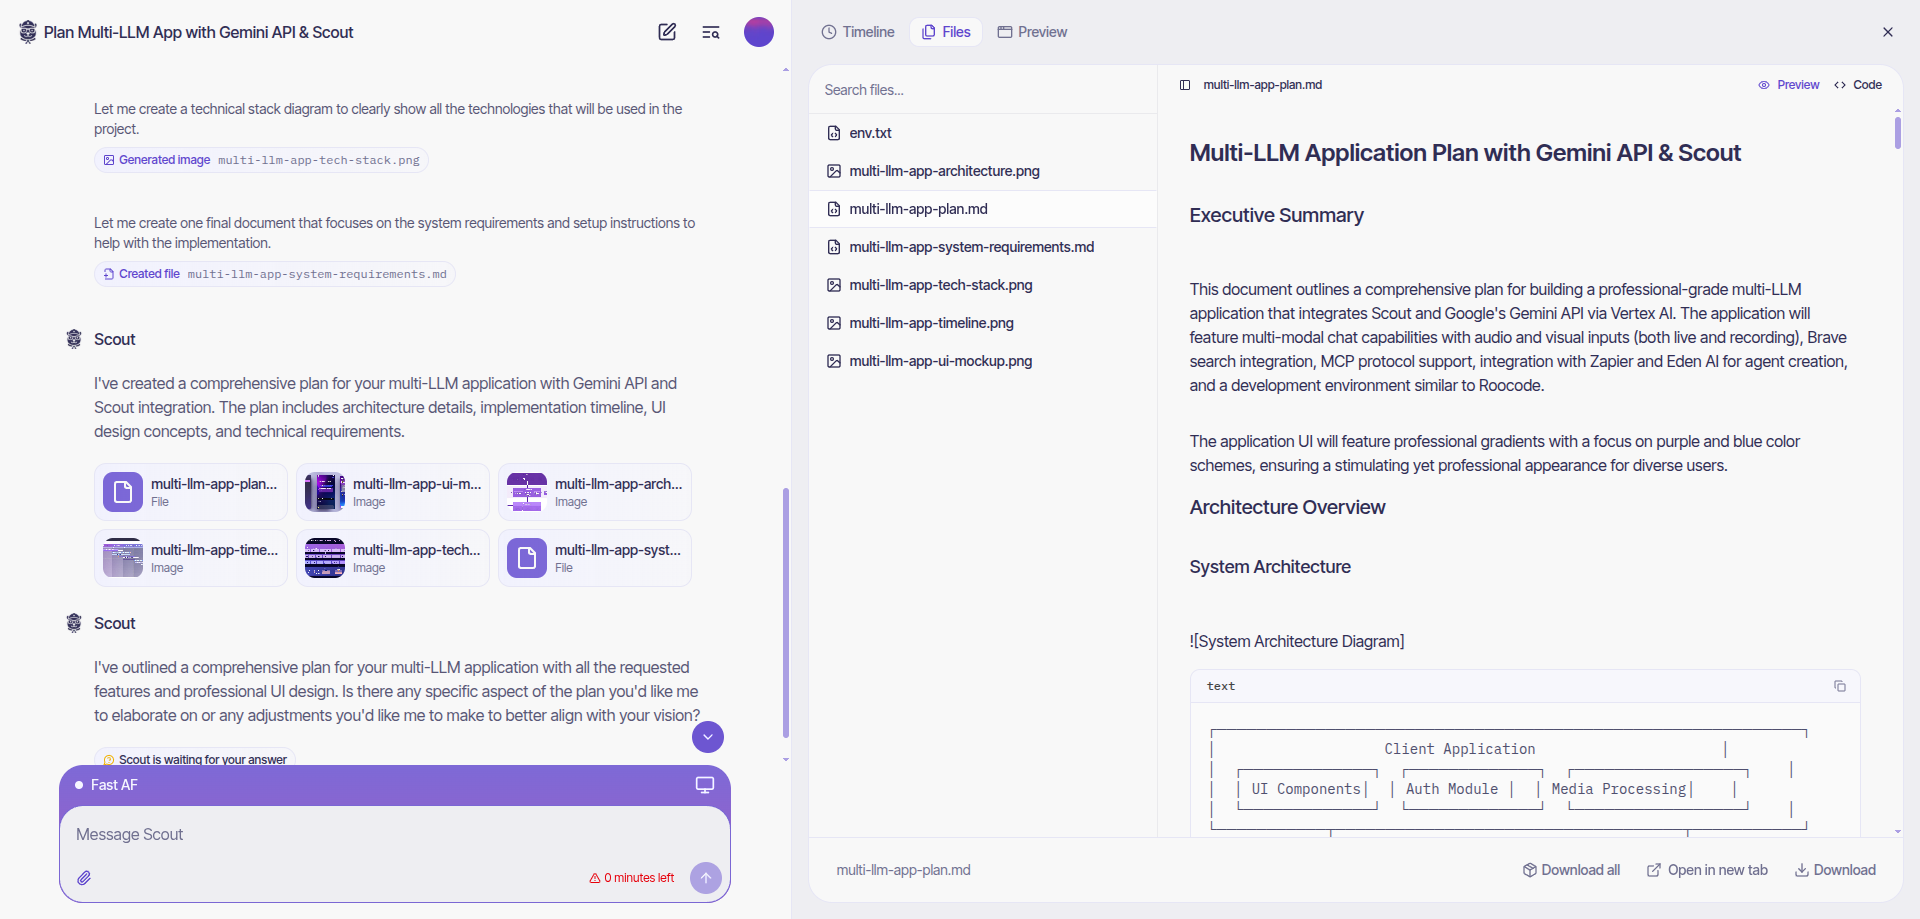 Plan Multi-LLM App with Gemini API & Scout
Let me create a technical stack diagram to clearly show all the technologies that will be used in the
project.
Generated image multi-llm-app-tech-stack.png
Let me create one final document that focuses on the system requirements and setup instructions to
help with the implementation.
Created file multi-llm-app-system-requirements.md
Scout
I've created a comprehensive plan for your multi-LLM application with Gemini API and
Scout integration. The plan includes architecture details, implementation timeline, UI
design concepts, and technical requirements.
multi-llm-app-plan...
File
multi-llm-app-ui-m...
Image
multi-llm-app-arch...
Image
multi-llm-app-time...
Image
multi-llm-app-tech...
Image
multi-llm-app-syst...
File
Scout
I've outlined a comprehensive plan for your multi-LLM application with all the requested
features and professional UI design. Is there any specific aspect of the plan you'd like me
to elaborate on or any adjustments you'd like me to make to better align with your vision?
Scout is waiting for your answer
Fast AF
Message Scout
0 minutes left
Timeline
Files
Preview
Search files...
env.txt
multi-llm-app-architecture.png
multi-llm-app-plan.md
multi-llm-app-system-requirements.md
multi-llm-app-tech-stack.png
multi-llm-app-timeline.png
multi-llm-app-ui-mockup.png
multi-llm-app-plan.md
Preview
Code
Multi-LLM Application Plan with Gemini API & Scout
Executive Summary
This document outlines a comprehensive plan for building a professional-grade multi-LLM
application that integrates Scout and Google's Gemini API via Vertex AI. The application will
feature multi-modal chat capabilities with audio and visual inputs (both live and recording), Brave
search integration, MCP protocol support, integration with Zapier and Eden AI for agent creation,
and a development environment similar to Roocode.
The application UI will feature professional gradients with a focus on purple and blue color
schemes, ensuring a stimulating yet professional appearance for diverse users.
Architecture Overview
System Architecture
![System Architecture Diagram]
text
Client Application
UI Components
Auth Module
Media Processing
multi-llm-app-plan.md
Download all
Open in new tab
Download